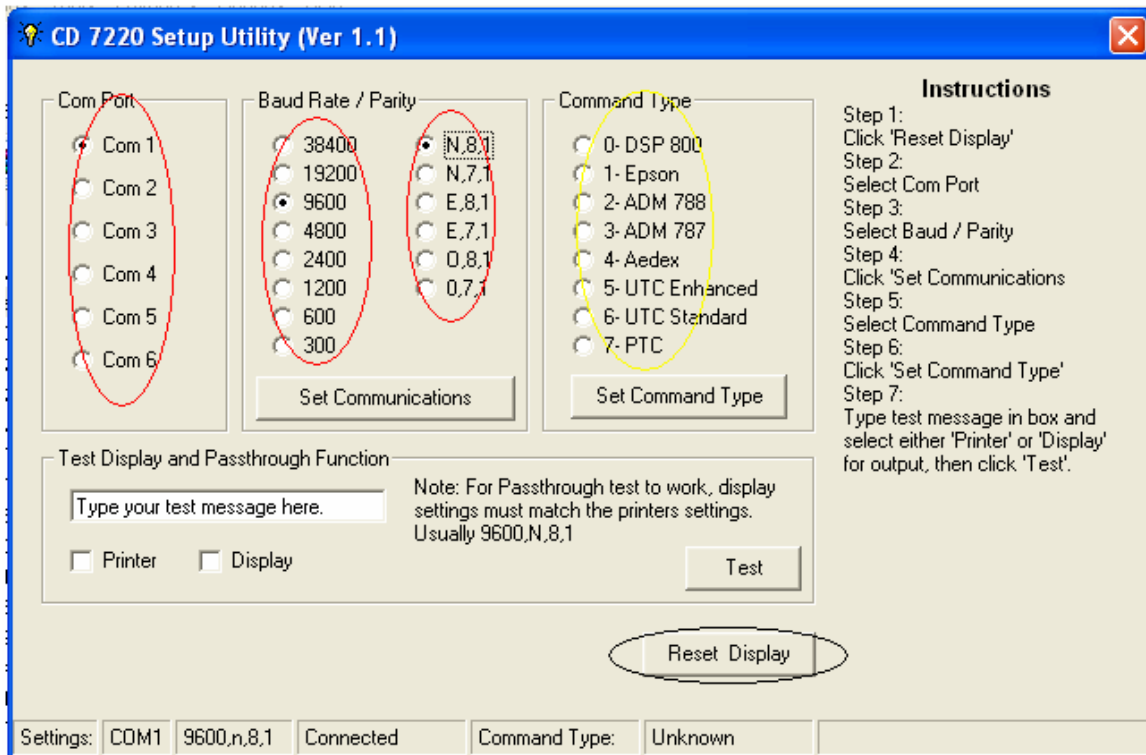 CD 7220 Setup Utility (Ver 1.1)
Com Port
Com 1
Com 2
Com 3
Com 4
Com 5
Com 6
Baud Rate / Parity
38400
19200
9600
4800
2400
1200
600
300
N,8,1
N,7,1
E,8,1
E,7,1
O,8,1
0,7,1
Set Communications
Command Type
0- DSP 800
1- Epson
2- ADM 788
3- ADM 787
4- Aedex
5- UTC Enhanced
6- UTC Standard
7- PTC
Set Command Type
Instructions
Step 1:
Click 'Reset Display'
Step 2:
Select Com Port
Step 3:
Select Baud / Parity
Step 4:
Click 'Set Communications
Step 5:
Select Command Type
Step 6:
Click 'Set Command Type'
Step 7:
Type test message in box and
select either 'Printer' or 'Display'
for output, then click 'Test'.
Test Display and Passthrough Function
Type your test message here.
Printer
Display
Note: For Passthrough test to work, display
settings must match the printers settings.
Usually 9600,N,8,1
Test
Reset Display
Settings: COM1 9600,n,8,1 Connected Command Type: Unknown